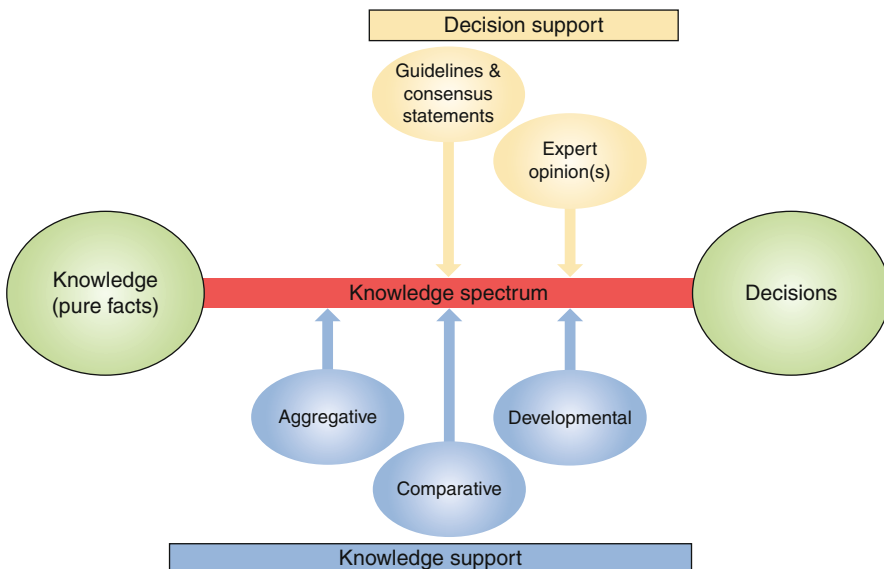 Decision support
Guidelines &
consensus
statements
Expert
opinion(s)
Knowledge
(pure facts)
Knowledge spectrum
Decisions
Aggregative
Developmental
Comparative
Knowledge support